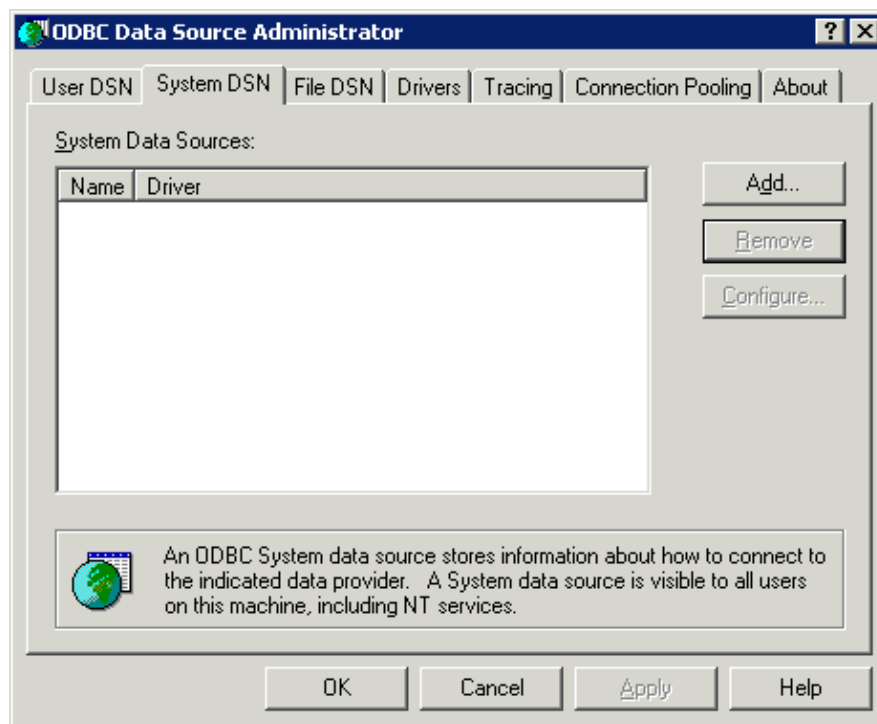 ODBC Data Source Administrator
User DSN System DSN File DSN Drivers Tracing Connection Pooling About
System Data Sources:
Name Driver
Add...
Remove
Configure...
An ODBC System data source stores information about how to connect to
the indicated data provider.   A System data source is visible to all users
on this machine, including NT services.
OK Cancel Apply Help